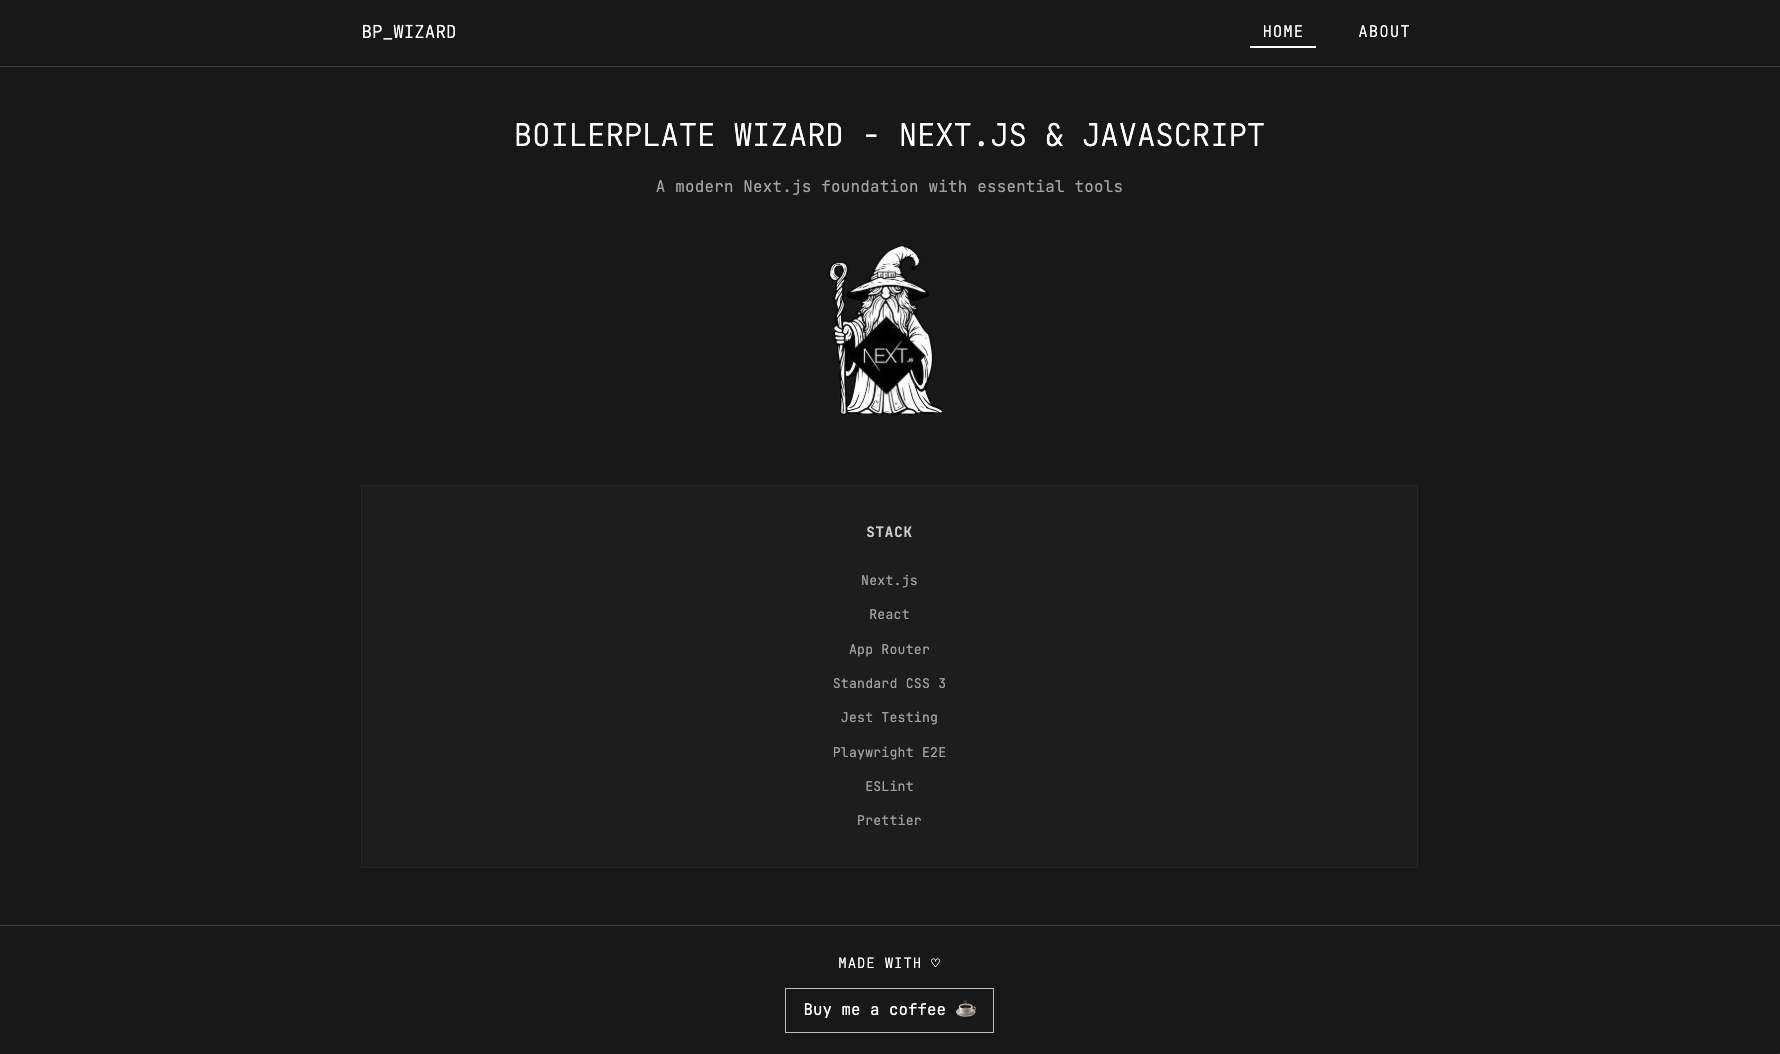 BP_WIZARD
HOME
ABOUT
BOILERPLATE WIZARD - NEXT.JS & JAVASCRIPT
A modern Next.js foundation with essential tools
NEXT.JS
STACK
Next.js
React
App Router
Standard CSS 3
Jest Testing
Playwright E2E
ESLint
Prettier
MADE WITH ♡
Buy me a coffee ☕